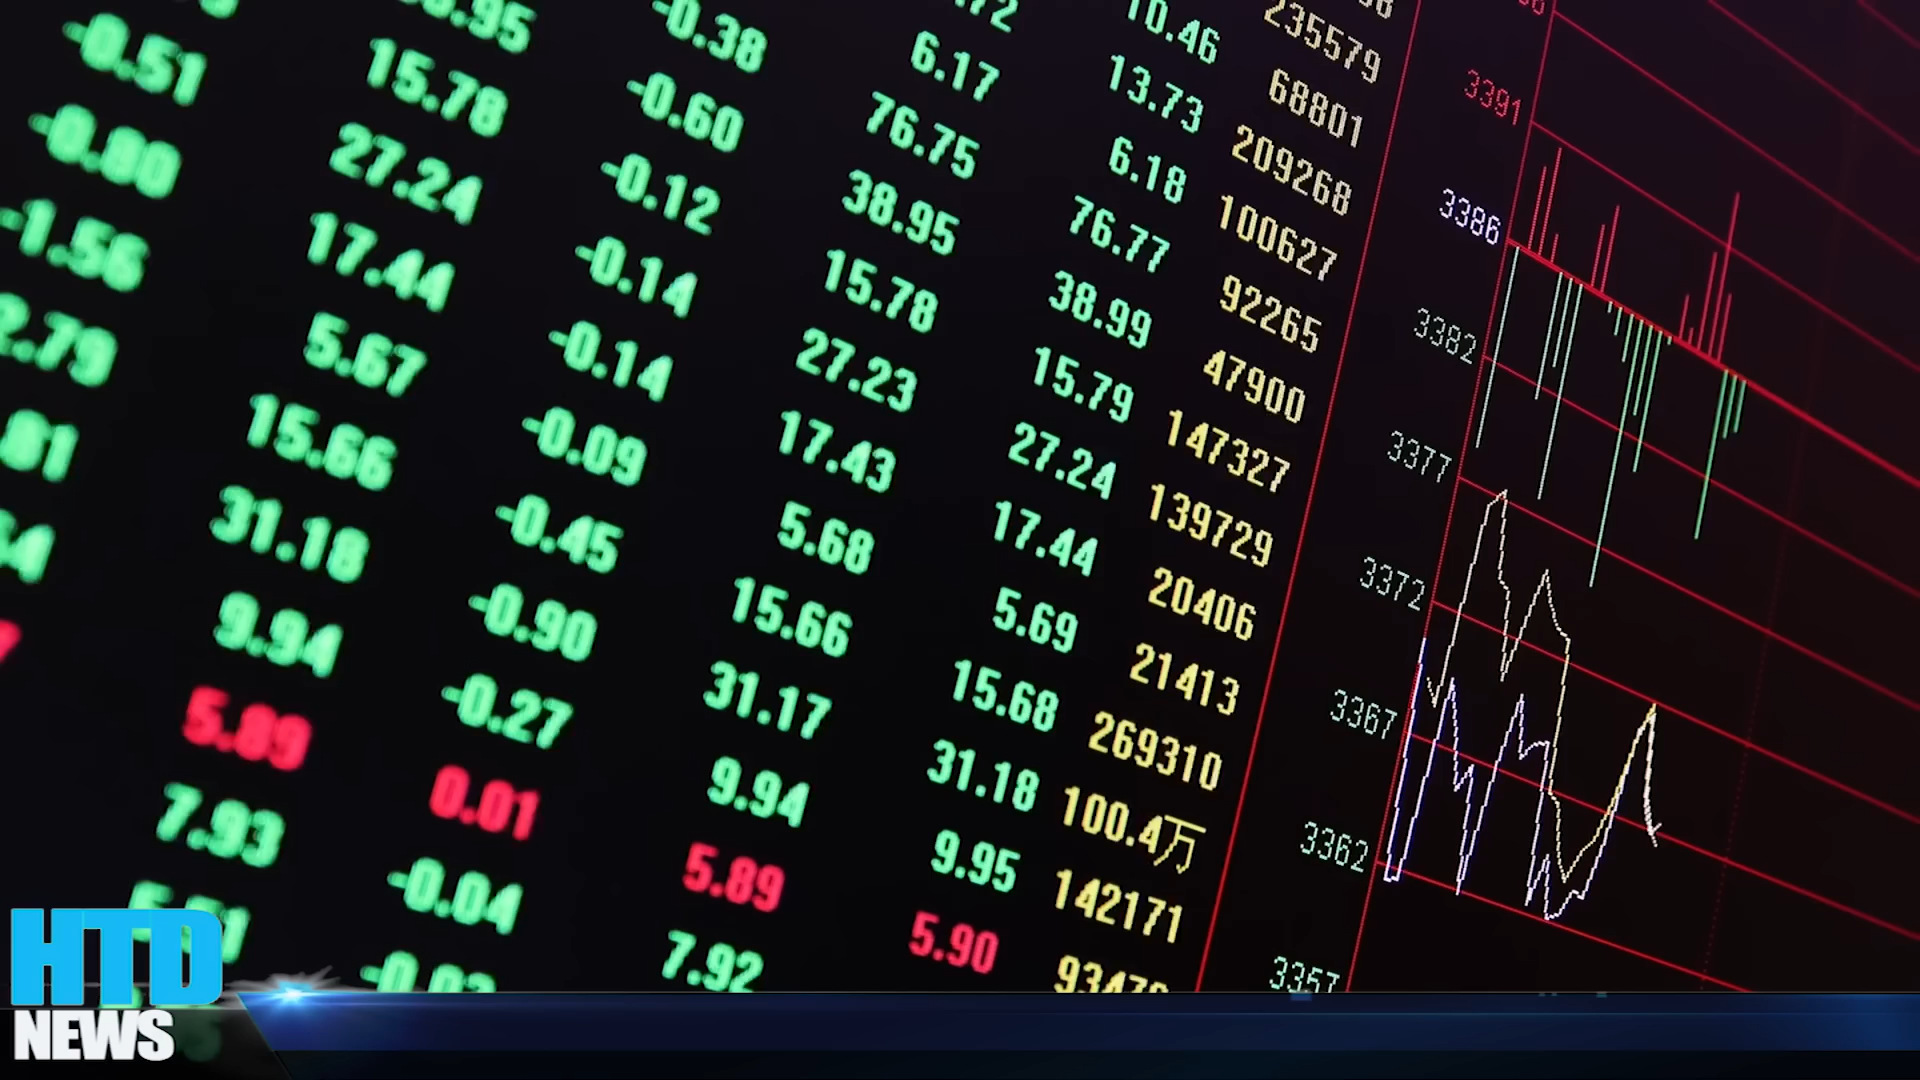 235579
10.46 68801
13.73 209268
6.17 6.18 100627
-0.38 76.75 76.77 92265
-0.60 38.95 38.99 47900
15.78 -0.12 15.78 15.79 147327
-0.51 27.24 -0.14 27.23 27.24 139729
-0.80 17.44 -0.14 17.43 17.44 20406
-1.56 5.67 -0.09 5.68 5.69 21413
2.79 15.66 -0.45 15.66 15.68 269310
81 31.18 -0.90 31.17 31.18 100.4万
9.94 -0.27 9.94 9.95 142171
5.89 0.01 5.89 5.90
7.93 -0.04 7.92
3391
3386
3382
3377
3372
3367
3362
3357
HTD
NEWS